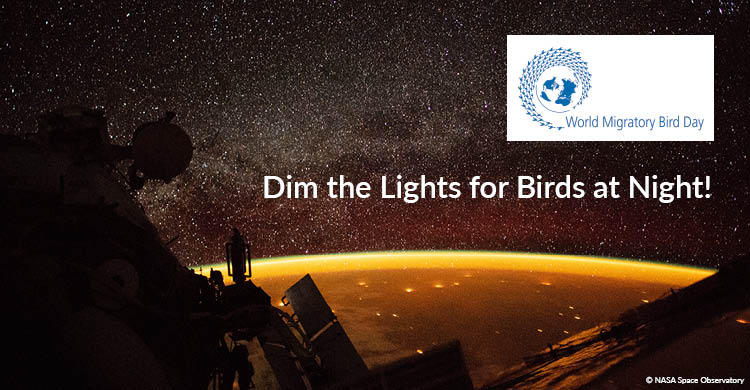 World Migratory Bird Day
Dim the Lights for Birds at Night!
© NASA Space Observatory